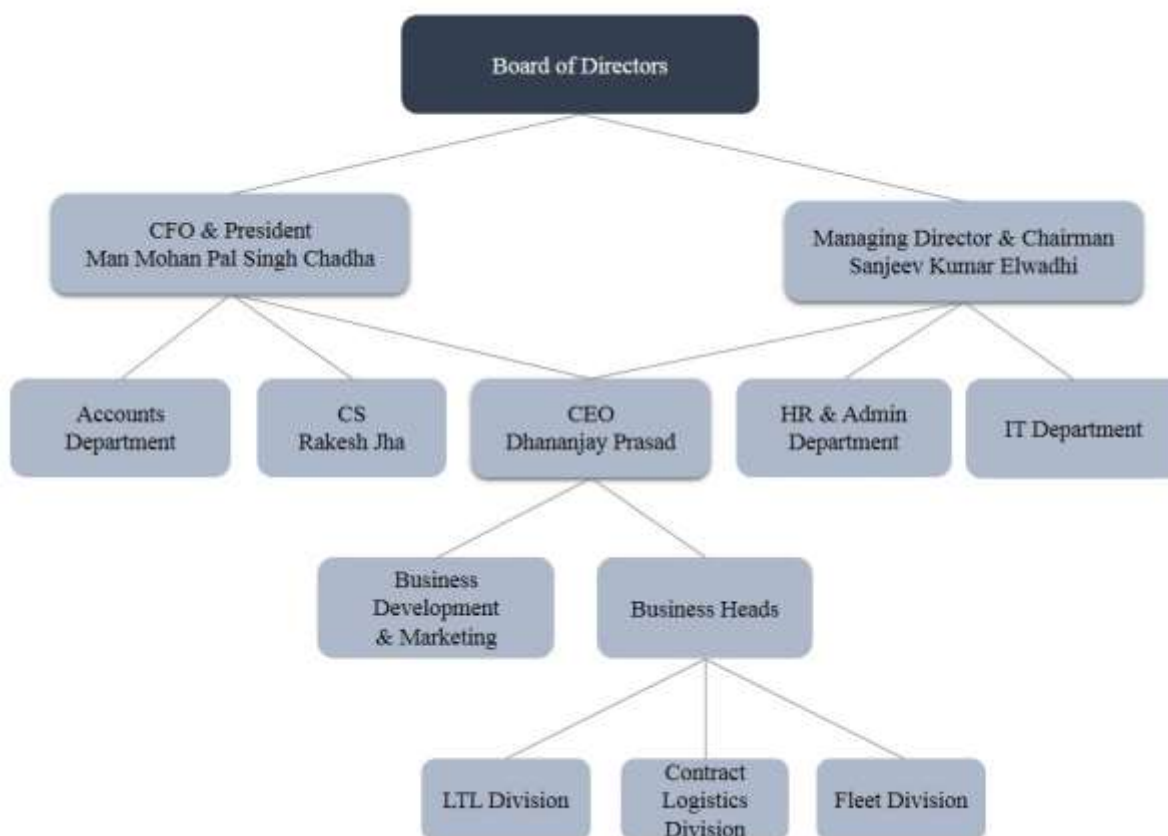 Board of Directors
CFO & President
Man Mohan Pal Singh Chadha
Managing Director & Chairman
Sanjeev Kumar Elwadhi
Accounts
Department
CS
Rakesh Jha
CEO
Dhananjay Prasad
HR & Admin
Department
IT Department
Business
Development
& Marketing
Business Heads
LTL Division
Contract
Logistics
Division
Fleet Division